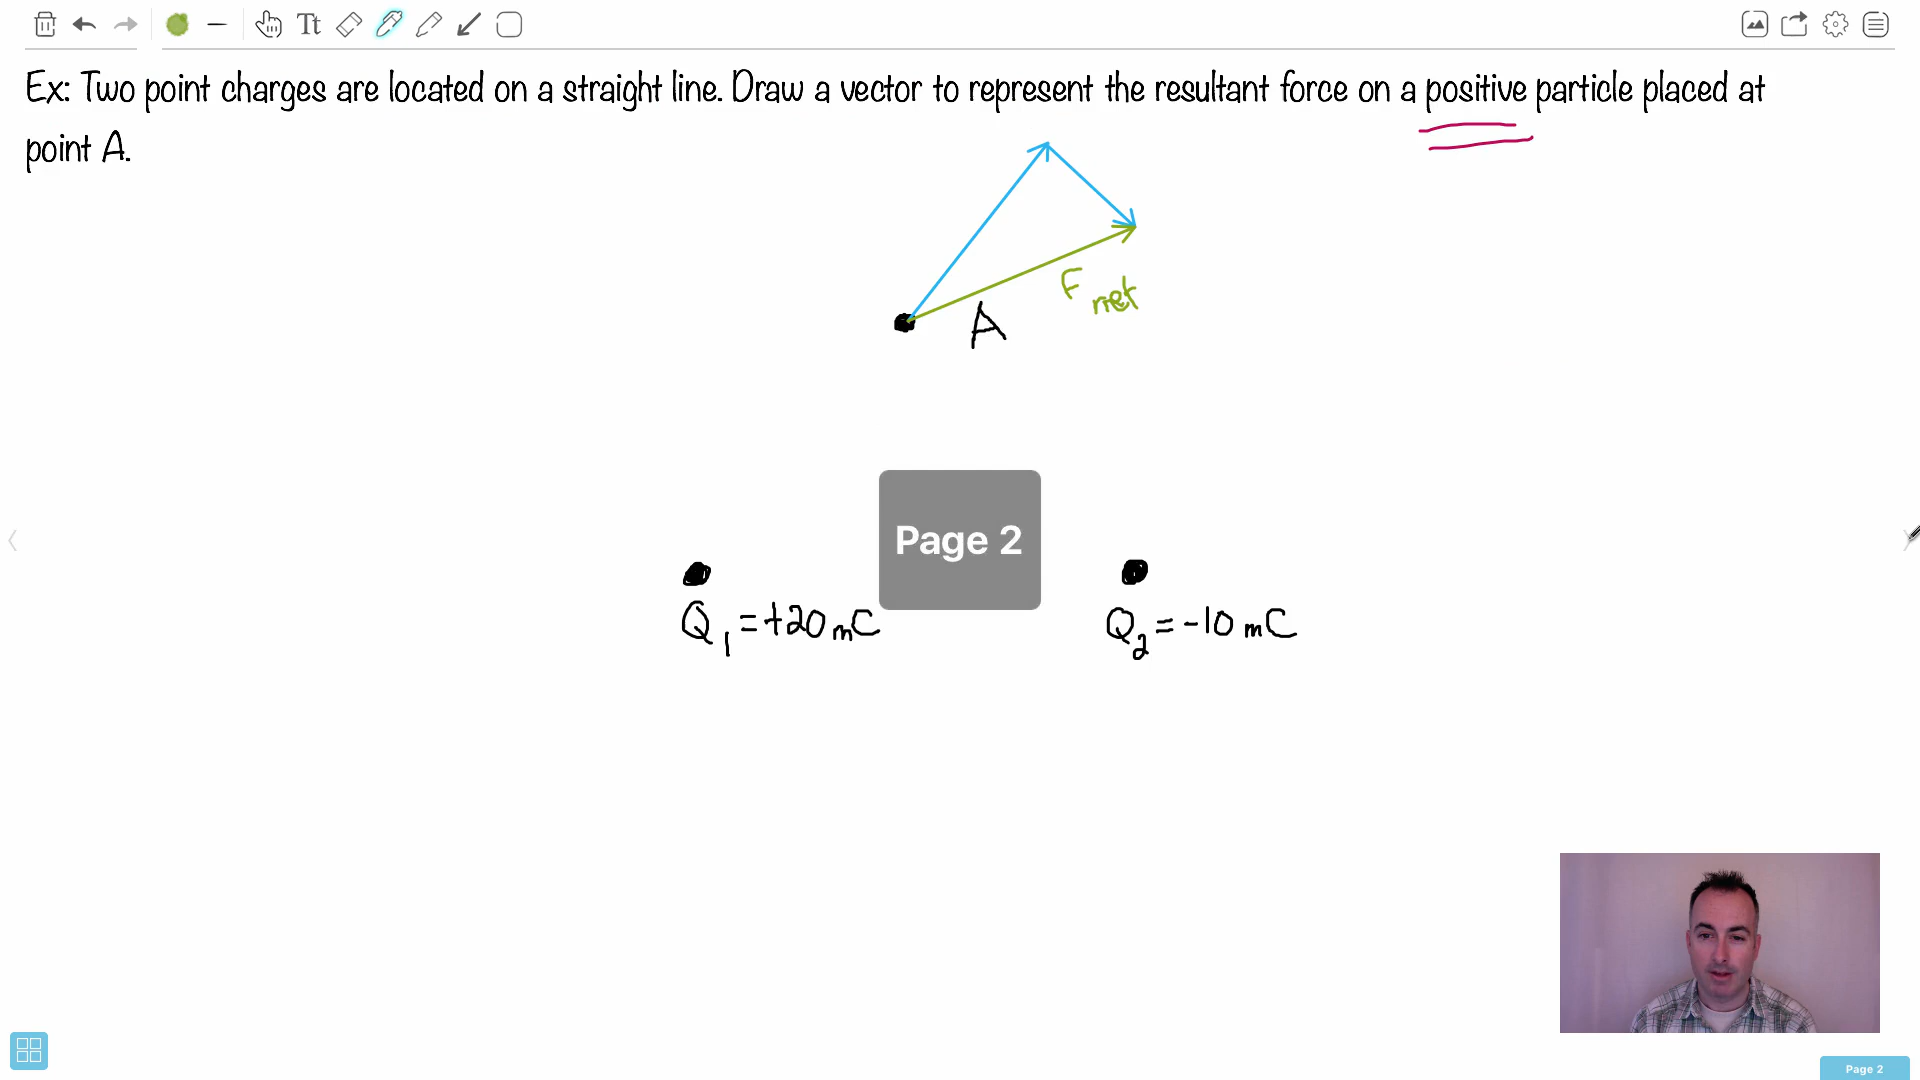 Tt
Ex: Two point charges are located on a straight line. Draw a vector to represent the resultant force on a positive particle placed at
point A.
F net
A
Page 2
Q1 = +20 mC
Q2 = -10 mC
Page 2